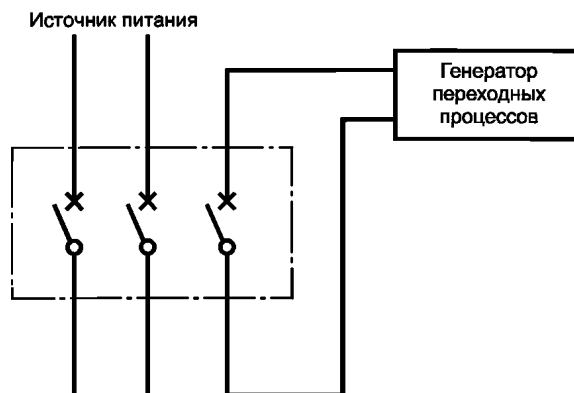 Источник питания
Генератор
переходных
процессов